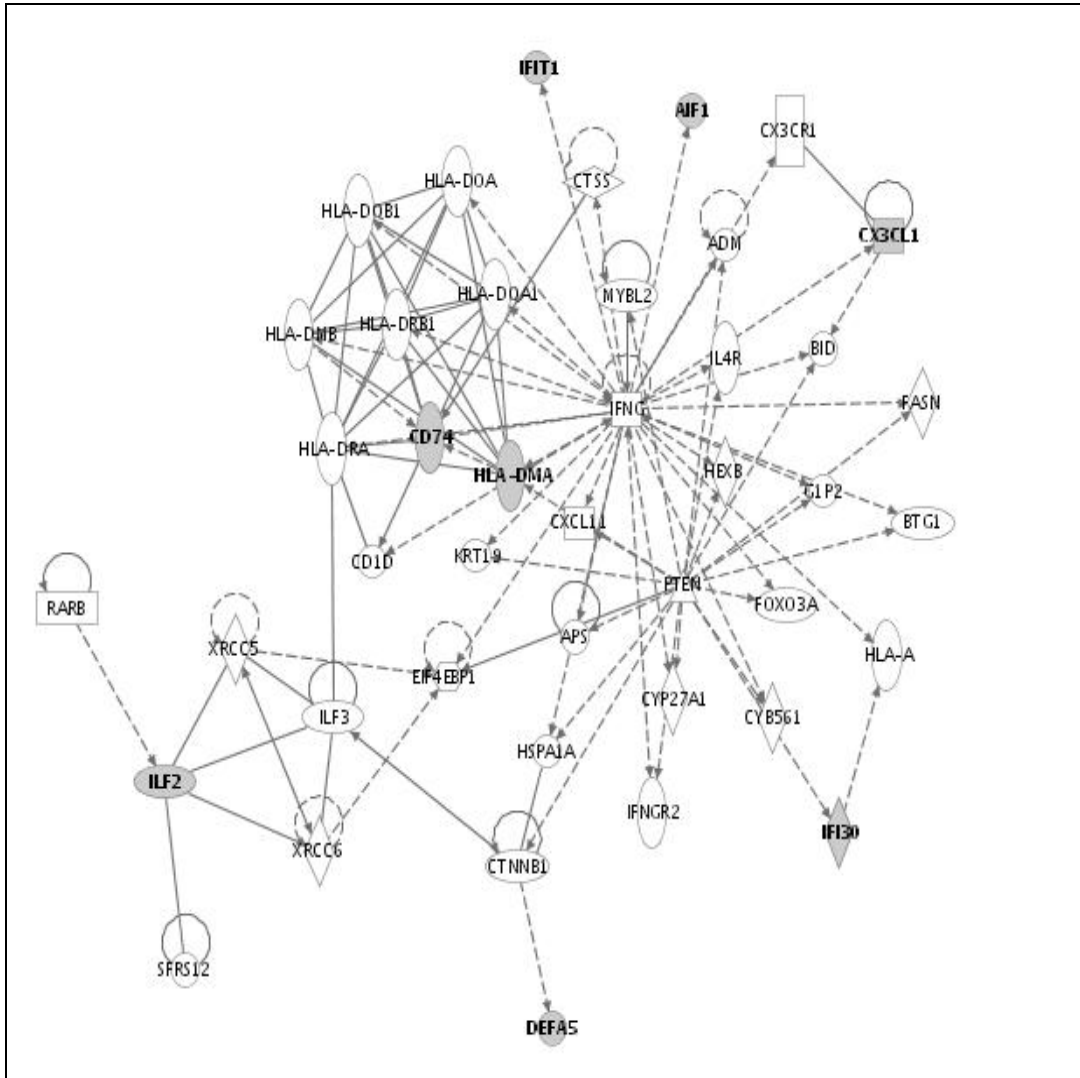 IFIT1
AIF1
CX3CR1
HLA-DOA
CTSS
HLA-DQB1
CX3CL1
ADM
HLA-DQA1
MYBL2
HLA-DMB
HLA-DRB1
IL4R
BID
IFNG
FASN
CD74
HLA-DRA
HLA-DMA
HEXB
G1P2
CXCL11
BTG1
CD1D
KRT19
PTEN
FOXO3A
RARB
APS
XRCC5
HLA-A
EIF4EBP1
CYP27A1
ILF3
CYB561
HSPA1A
ILF2
IFNGR2
IFI30
XRCC6
CTNNB1
SFRS12
DEFA5